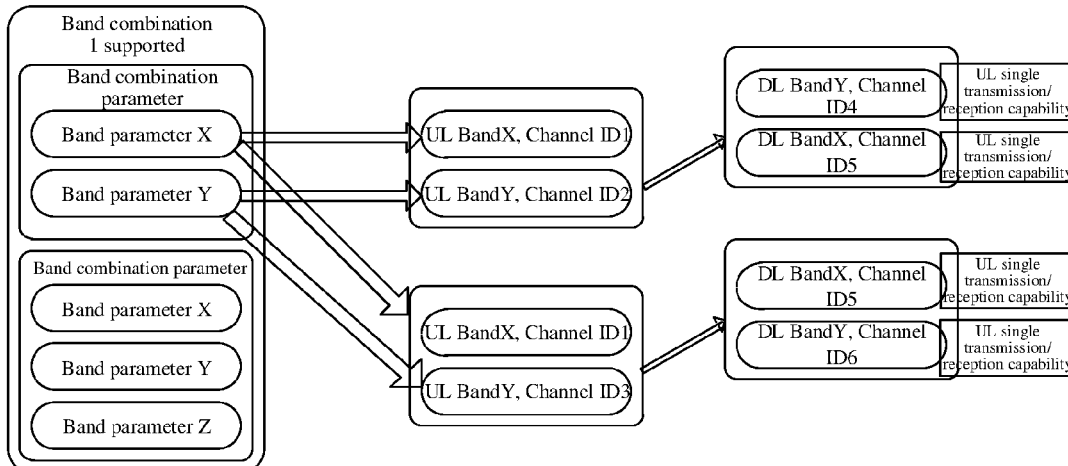 Band combination
1 supported
Band combination
parameter
Band parameter X
Band parameter Y
Band combination parameter
Band parameter X
Band parameter Y
Band parameter Z
UL BandX, Channel ID1
UL BandY, Channel ID2
UL BandX, Channel ID1
UL BandY, Channel ID3
DL BandY, Channel
ID4
DL BandX, Channel
ID5
UL single
transmission/
reception capability
UL single
transmission/
reception capability
DL BandX, Channel
ID5
DL BandY, Channel
ID6
UL single
transmission/
reception capability
UL single
transmission/
reception capability